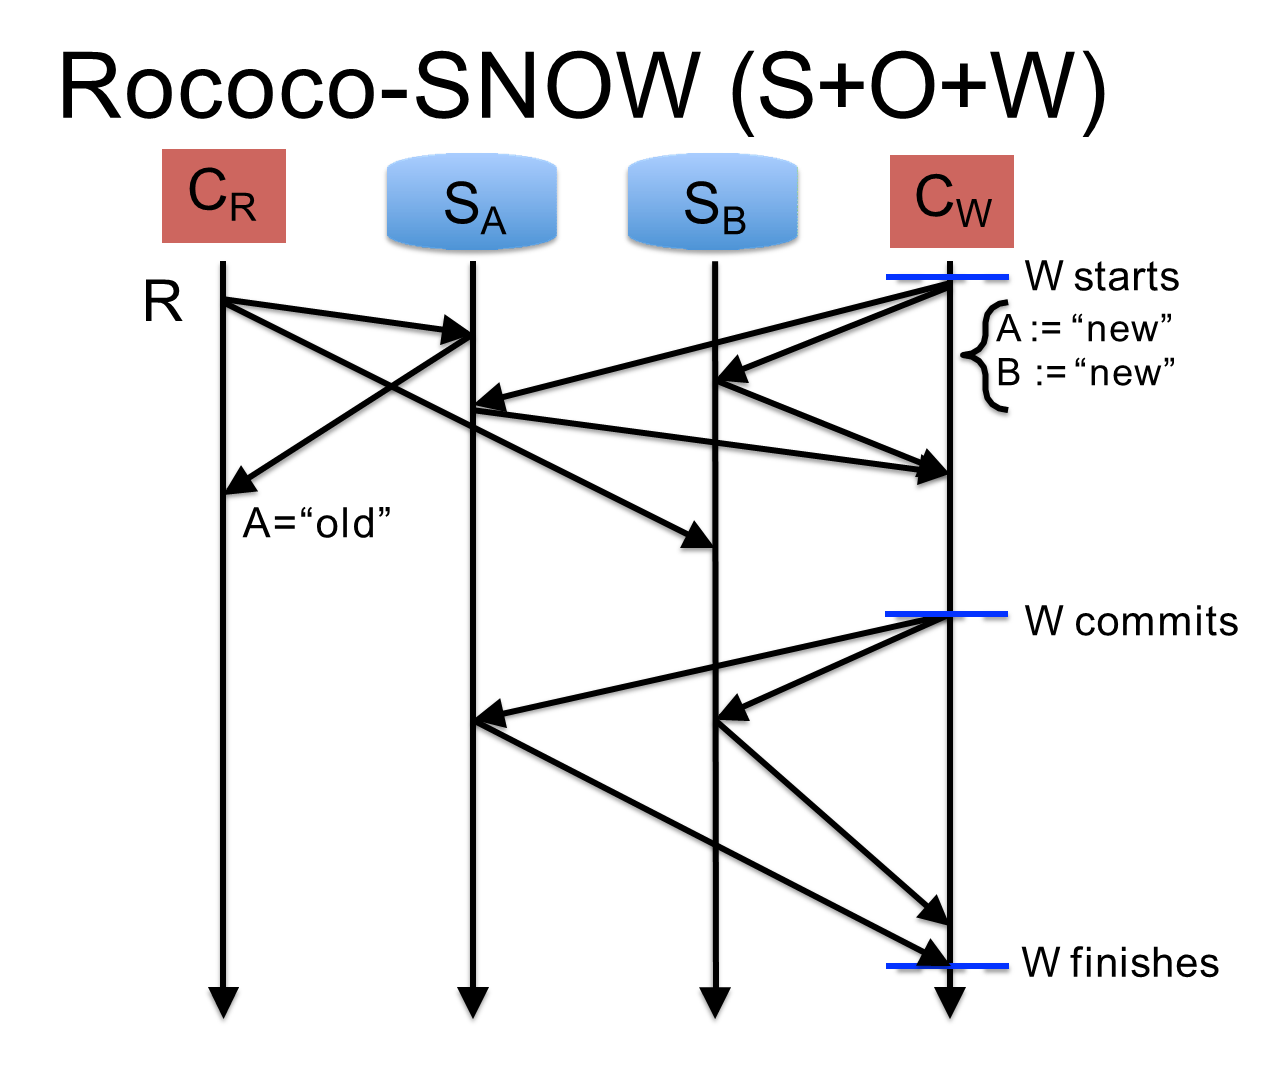 Rococo-SNOW (S+O+W)
CR
SA
SB
CW
W starts
R
A := “new”
B := “new”
A=“old”
W commits
W finishes